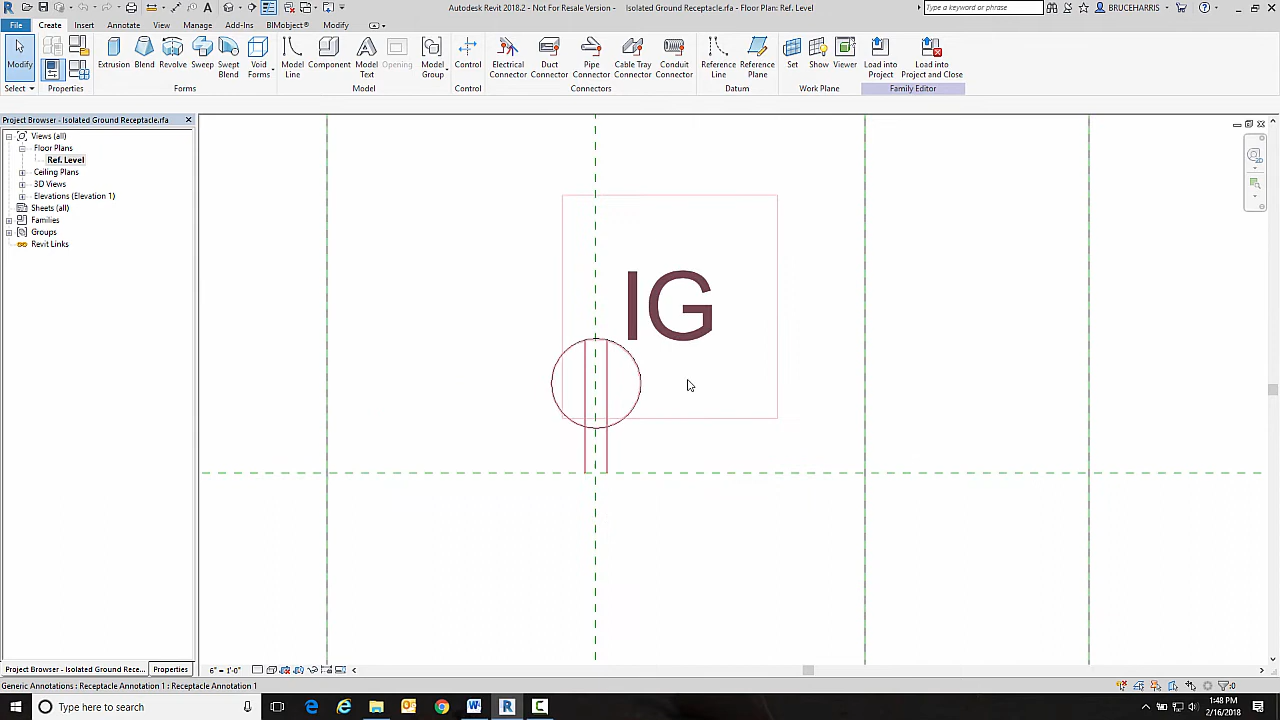 Autodesk Revit 2018.2 - Not For Resale Version - Isolated Ground Receptacle.rfa - Floor Plan: Ref. Level
Type a keyword or phrase
BRUCEHARRIS
File Create Insert Annotate View Manage Add-Ins BIMobject® Modify
Modify
Extrusion Blend Revolve Sweep Swept Blend Void Forms
Model Line Component Model Text Opening Model Group
Control
Electrical Connector Duct Connector Pipe Connector Cable Tray Connector Conduit Connector
Reference Line Reference Plane
Set Show Viewer
Load into Project Load into Project and Close
Select Properties Forms Model Control Connectors Datum Work Plane Family Editor
Project Browser - Isolated Ground Receptacle.rfa
Views (all)
Floor Plans
Ref. Level
Ceiling Plans
3D Views
Elevations (Elevation 1)
Sheets (all)
Families
Groups
Revit Links
IG
Project Browser - Isolated Ground Rece... Properties
6" = 1'-0"
Generic Annotations : Receptacle Annotation 1 : Receptacle Annotation 1
:0
Type here to search
1:48 PM
2/16/2018